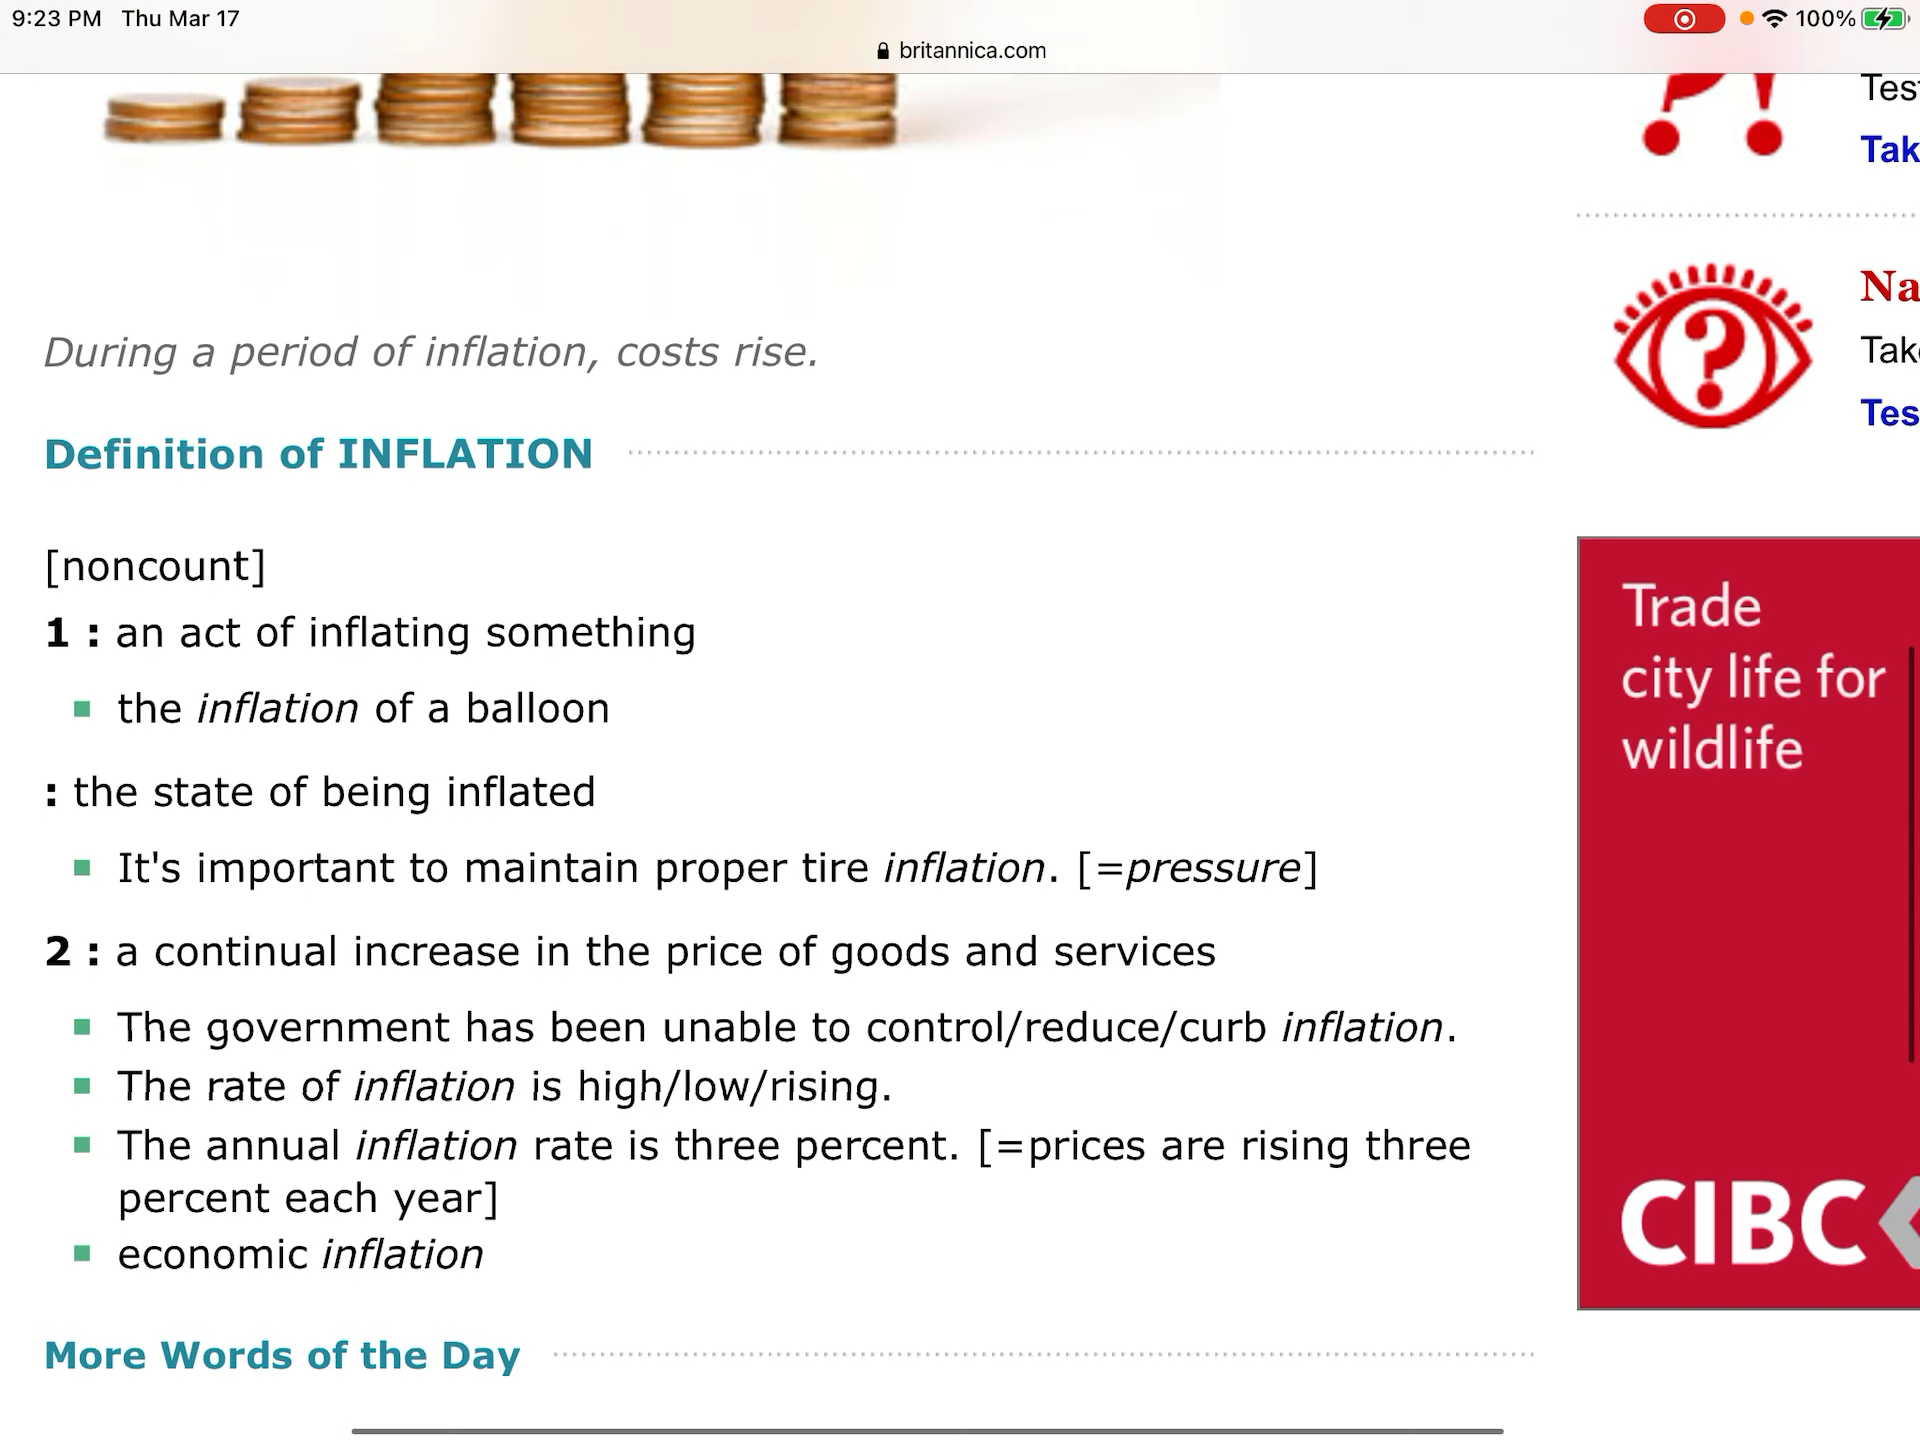 9:23 PM Thu Mar 17
100%
britannica.com
During a period of inflation, costs rise.
Definition of INFLATION
[noncount]
1 : an act of inflating something
the inflation of a balloon
: the state of being inflated
It's important to maintain proper tire inflation. [=pressure]
2 : a continual increase in the price of goods and services
The government has been unable to control/reduce/curb inflation.
The rate of inflation is high/low/rising.
The annual inflation rate is three percent. [=prices are rising three
percent each year]
economic inflation
More Words of the Day
Trade
city life for
wildlife
CIBC